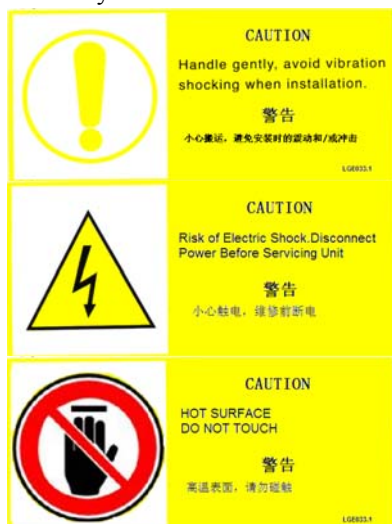 CAUTION
Handle gently, avoid vibration
shocking when installation.
警告
小心搬运，避免安装时的震动和/或冲击
LGE033.1
CAUTION
Risk of Electric Shock.Disconnect
Power Before Servicing Unit
警告
小心触电，维修前断电
CAUTION
HOT SURFACE
DO NOT TOUCH
警告
高温表面，请勿碰触
LGE033.1